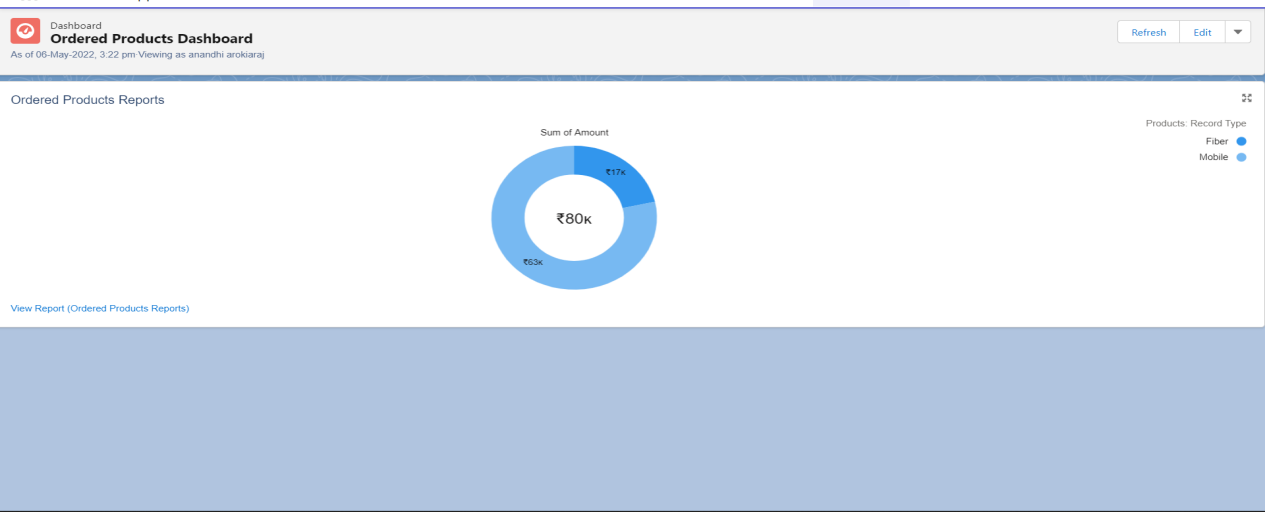 Dashboard
Ordered Products Dashboard
As of 06-May-2022, 3:22 pm·Viewing as anandhi arokiaraj
Refresh
Edit
Ordered Products Reports
Sum of Amount
₹17K
₹80K
₹63K
Products: Record Type
Fiber
Mobile
View Report (Ordered Products Reports)